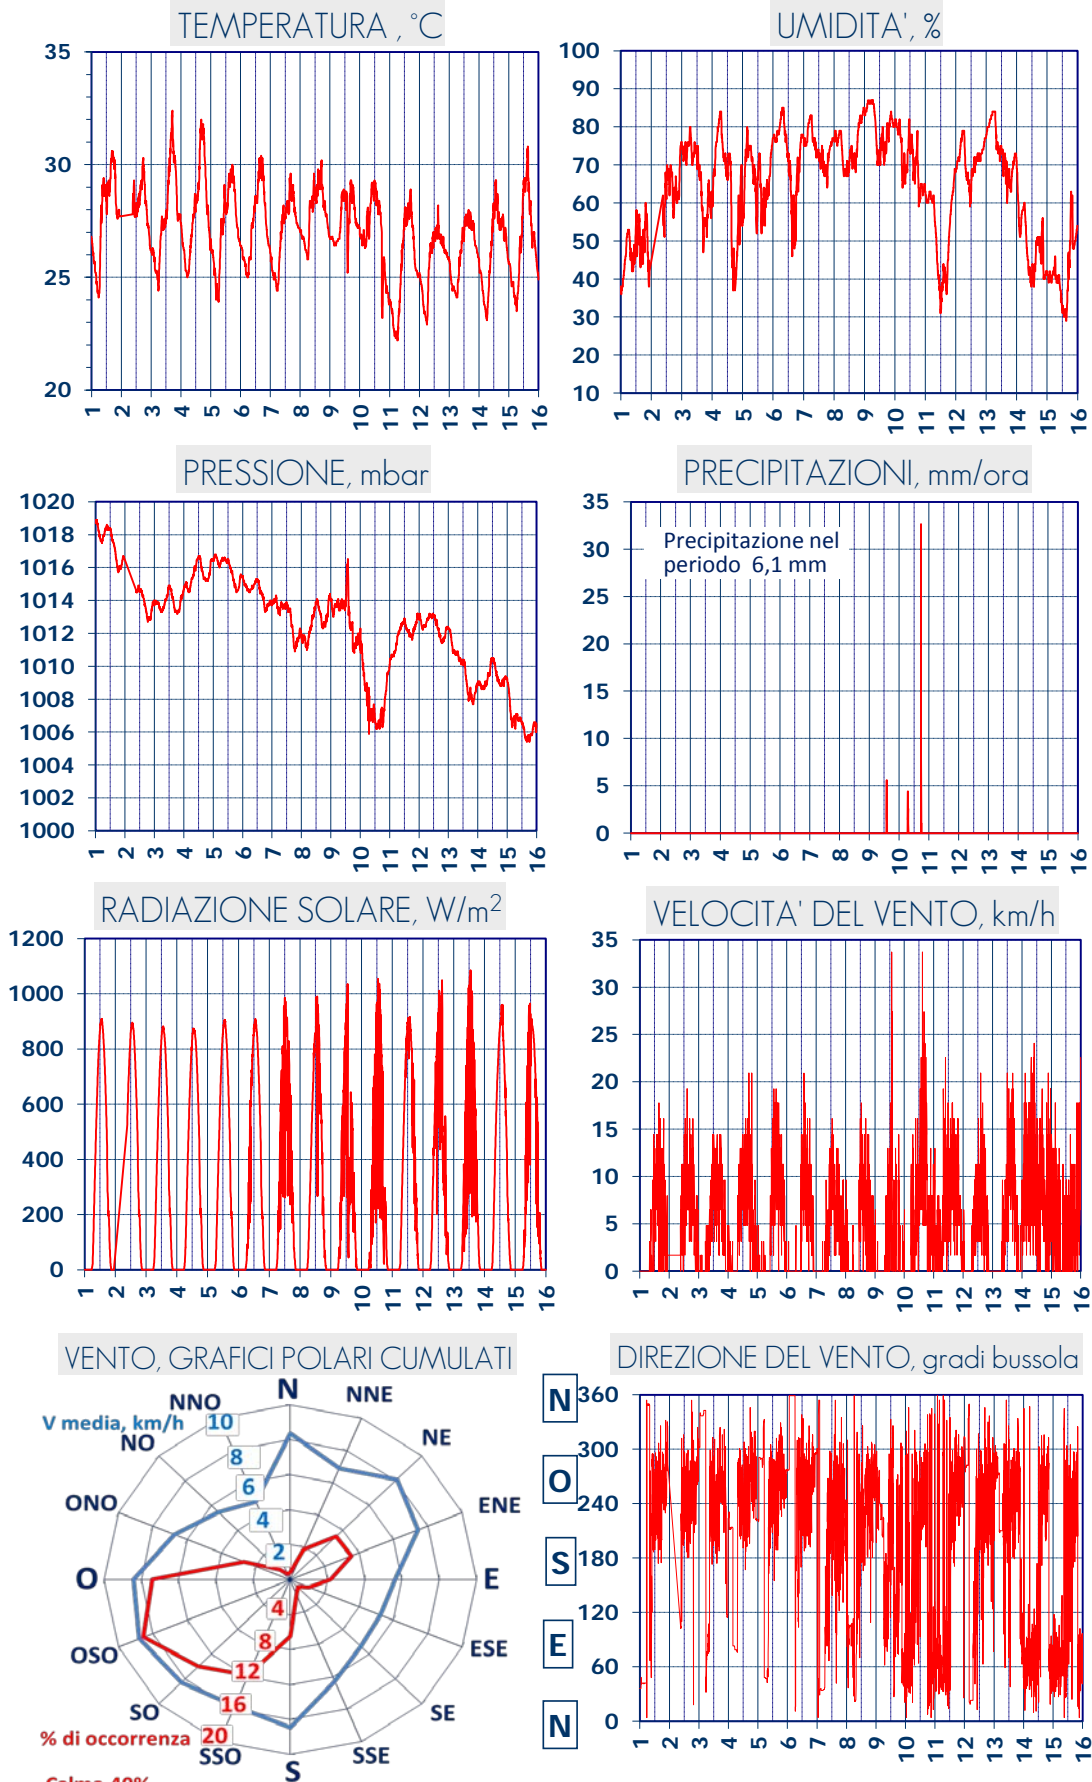 TEMPERATURA , °C
35
30
25
20
1 2 3 4 5 6 7 8 9 10 11 12 13 14 15 16
UMIDITA', %
100
90
80
70
60
50
40
30
20
10
1 2 3 4 5 6 7 8 9 10 11 12 13 14 15 16
PRESSIONE, mbar
1020
1018
1016
1014
1012
1010
1008
1006
1004
1002
1000
1 2 3 4 5 6 7 8 9 10 11 12 13 14 15 16
PRECIPITAZIONI, mm/ora
35
30
25
20
15
10
5
0
Precipitazione nel
periodo 6,1 mm
1 2 3 4 5 6 7 8 9 10 11 12 13 14 15 16
RADIAZIONE SOLARE, W/m²
1200
1000
800
600
400
200
0
1 2 3 4 5 6 7 8 9 10 11 12 13 14 15 16
VELOCITA' DEL VENTO, km/h
35
30
25
20
15
10
5
0
1 2 3 4 5 6 7 8 9 10 11 12 13 14 15 16
VENTO, GRAFICI POLARI CUMULATI
N
NNO
NNE
V media, km/h 10
NO
NE
8
6
ONO
ENE
4
2
O
E
4
8
OSO
ESE
12
SO
16
SE
% di occorrenza 20
SSO
SSE
S
Calma 40%
DIREZIONE DEL VENTO, gradi bussola
N 360
300
O 240
S 180
120
E
60
N 0
1 2 3 4 5 6 7 8 9 10 11 12 13 14 15 16